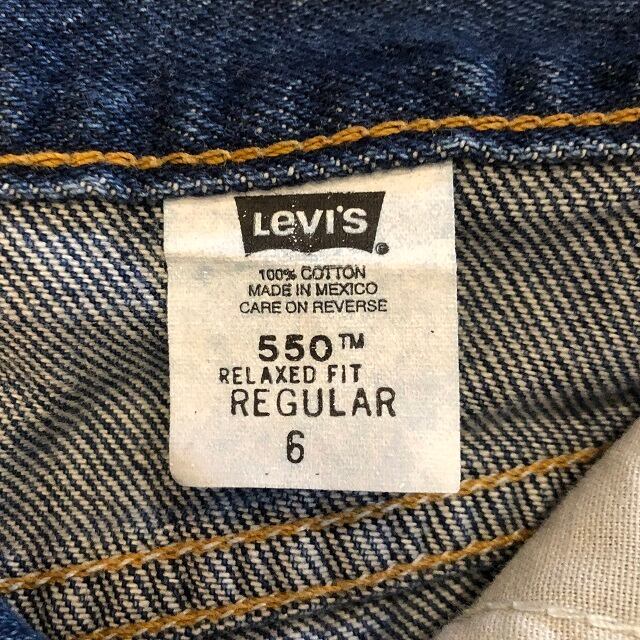 LEVI'S ®
100% COTTON
MADE IN MEXICO
CARE ON REVERSE
550™
RELAXED FIT
REGULAR
6